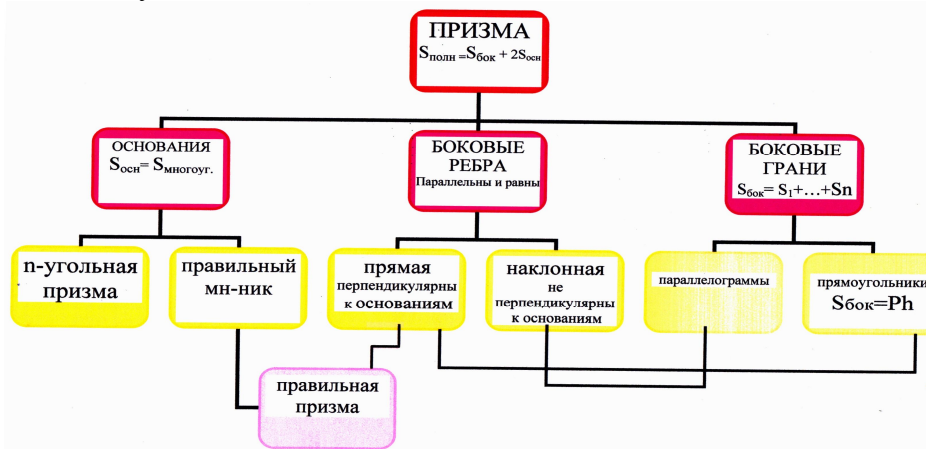 ПРИЗМА
Sполн =Sбок + 2Sосн
ОСНОВАНИЯ
Sосн= Sмногоуг.
БОКОВЫЕ
РЕБРА
Параллельны и равны
БОКОВЫЕ
ГРАНИ
Sбок= S1+...+Sn
n-угольная
призма
правильный
мн-ник
прямая
перпендикулярны
к основаниям
наклонная
не
перпендикулярны
к основаниям
параллелограммы
прямоугольники
Sбок=Ph
правильная
призма